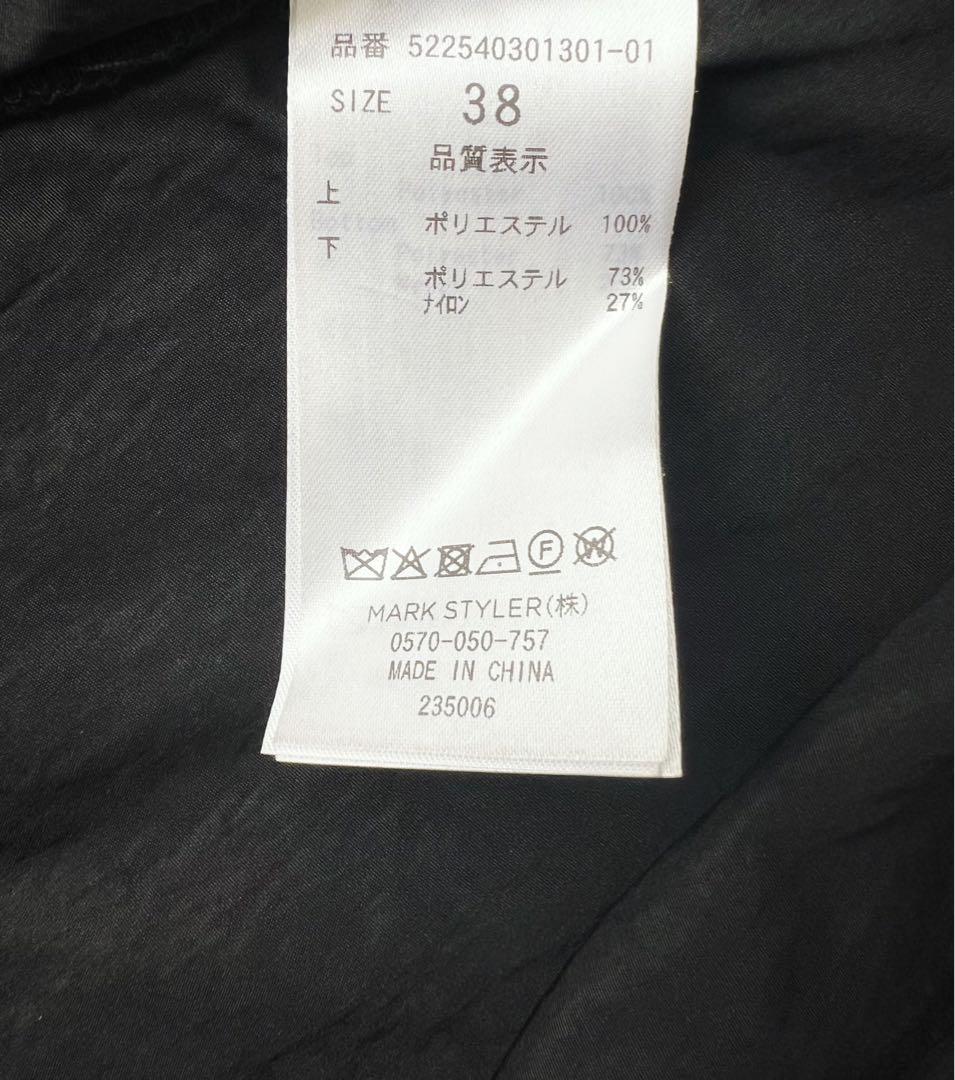 品番 522540301301-01
SIZE 38
品質表示
上
ポリエステル 100%
下
ポリエステル 73%
ナイロン 27%
F
W
MARK STYLER(株)
0570-050-757
MADE IN CHINA
235006